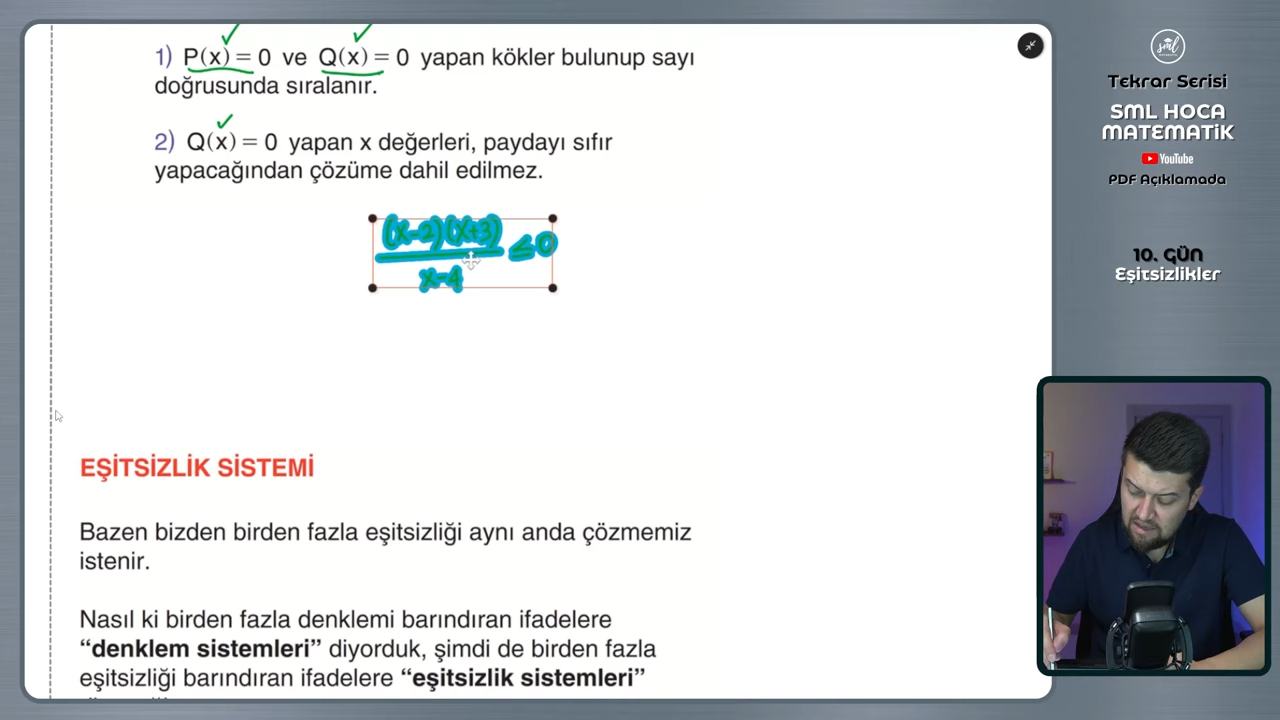 1) P(x) = 0 ve Q(x) = 0 yapan kökler bulunup sayı
doğrusunda sıralanır.
2) Q(x) = 0 yapan x değerleri, paydayı sıfır
yapacağından çözüme dahil edilmez.
(x-2)(x+3)
≤0
x-4
EŞİTSİZLİK SİSTEMİ
Bazen bizden birden fazla eşitsizliği aynı anda çözmemiz
istenir.
Nasıl ki birden fazla denklemi barındıran ifadelere
“denklem sistemleri” diyorduk, şimdi de birden fazla
eşitsizliği barındıran ifadelere “eşitsizlik sistemleri”
sml
Tekrar Serisi
SML HOCA
MATEMATİK
YouTube
PDF Açıklamada
10. GÜN
Eşitsizlikler